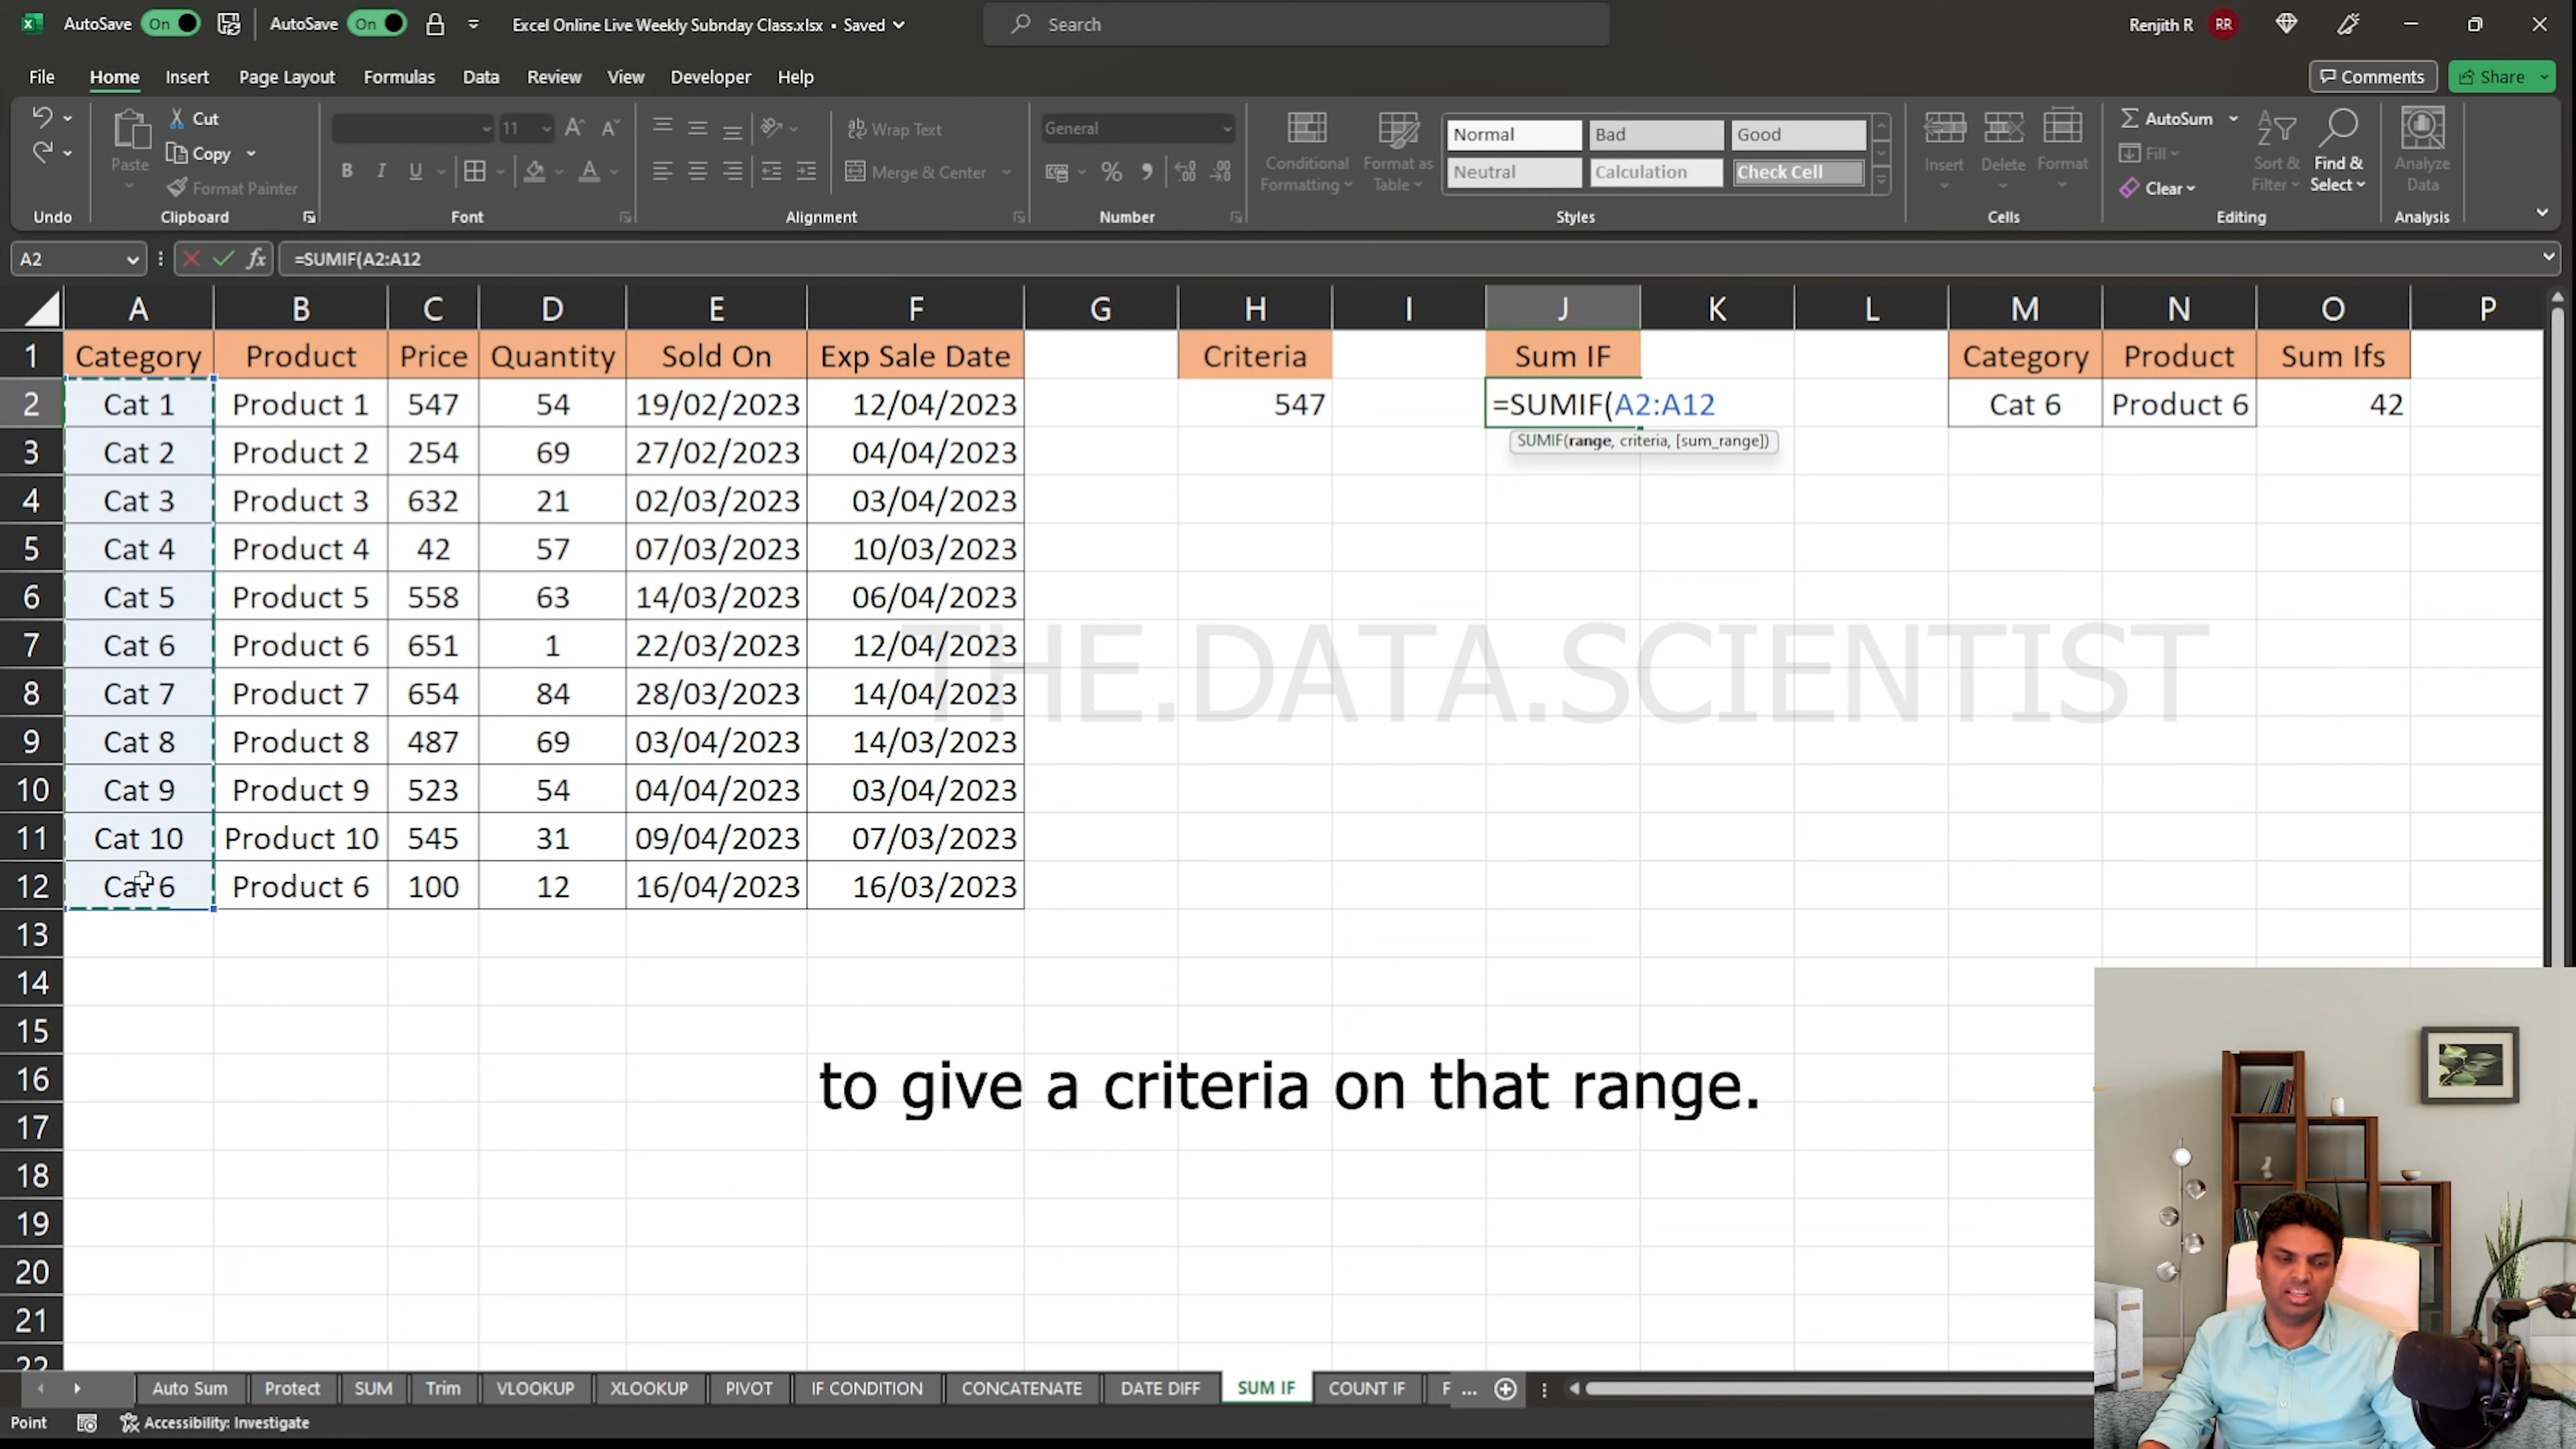 AutoSave On AutoSave On Excel Online Live Weekly Subnday Class.xlsx • Saved Search Renjith R RR
File Home Insert Page Layout Formulas Data Review View Developer Help Comments Share
Paste Cut Copy Format Painter 11 A A B I U A Wrap Text Merge & Center General % Conditional Formatting Format as Table Normal Bad Good Neutral Calculation Check Cell Insert Delete Format AutoSum Fill Clear Sort & Filter Find & Select Analyze Data
Undo Clipboard Font Alignment Number Styles Cells Editing Analysis
A2 fx =SUMIF(A2:A12
A B C D E F G H I J K L M N O P
1 Category Product Price Quantity Sold On Exp Sale Date Criteria Sum IF Category Product Sum Ifs
2 Cat 1 Product 1 547 54 19/02/2023 12/04/2023 547 =SUMIF(A2:A12 Cat 6 Product 6 42
SUMIF(range, criteria, [sum_range])
3 Cat 2 Product 2 254 69 27/02/2023 04/04/2023
4 Cat 3 Product 3 632 21 02/03/2023 03/04/2023
5 Cat 4 Product 4 42 57 07/03/2023 10/03/2023
6 Cat 5 Product 5 558 63 14/03/2023 06/04/2023
7 Cat 6 Product 6 651 1 22/03/2023 12/04/2023
THE.DATA.SCIENTIST
8 Cat 7 Product 7 654 84 28/03/2023 14/04/2023
9 Cat 8 Product 8 487 69 03/04/2023 14/03/2023
10 Cat 9 Product 9 523 54 04/04/2023 03/04/2023
11 Cat 10 Product 10 545 31 09/04/2023 07/03/2023
12 Cat 6 Product 6 100 12 16/04/2023 16/03/2023
13
14
15
16
to give a criteria on that range.
17
18
19
20
21
22
Auto Sum Protect SUM Trim VLOOKUP XLOOKUP PIVOT IF CONDITION CONCATENATE DATE DIFF SUM IF COUNT IF F ...
Point Accessibility: Investigate